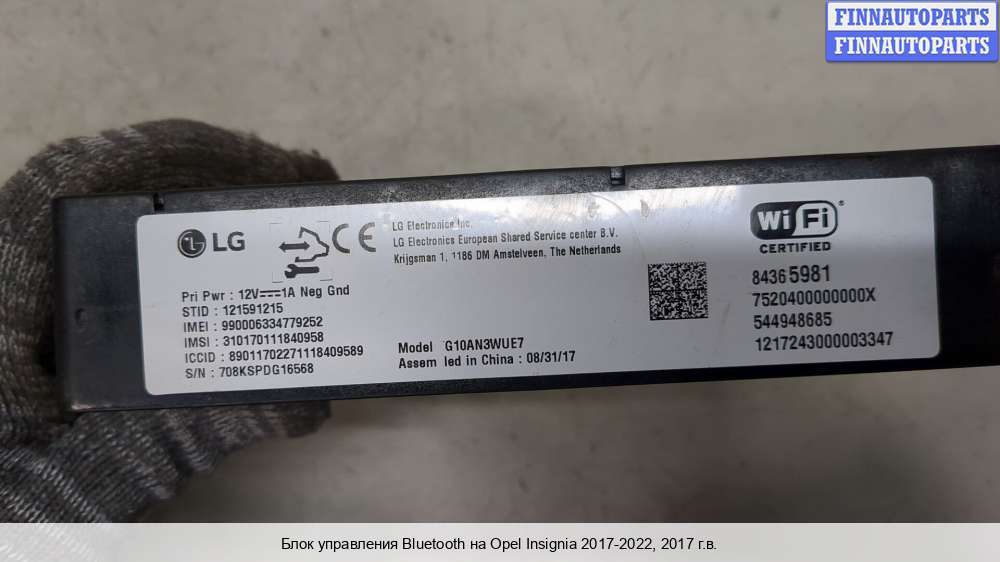 FINNAUTOPARTS
FINNAUTOPARTS
LG
CE
LG Electronics Inc.
LG Electronics European Shared Service center B.V.
Krijgsman 1, 1186 DM Amstelveen, The Netherlands
Wi Fi ®
CERTIFIED
Pri Pwr : 12V⎓1A Neg Gnd
STID : 121591215
IMEI : 990006334779252
IMSI : 310170111840958
ICCID : 89011702271118409589
S/N : 708KSPDG16568
Model G10AN3WUE7
Assem led in China : 08/31/17
84365981
7520400000000X
544948685
1217243000003347
Блок управления Bluetooth на Opel Insignia 2017-2022, 2017 г.в.